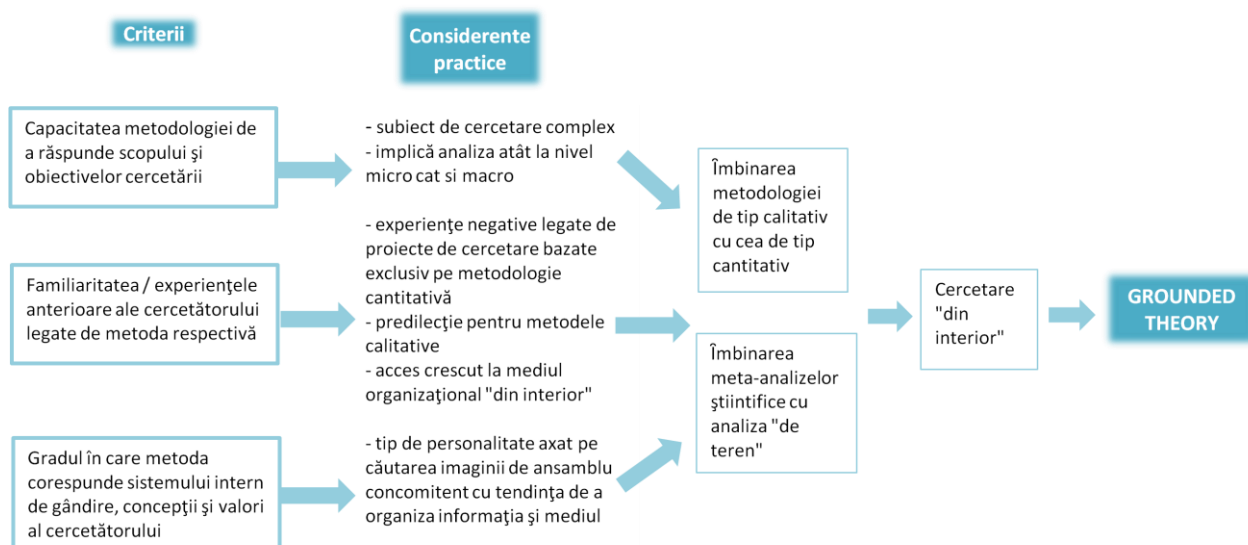 Criterii
Considerente
practice
Capacitatea metodologiei de
a răspunde scopului şi
obiectivelor cercetării
- subiect de cercetare complex
- implică analiza atât la nivel
micro cat si macro
Îmbinarea
metodologiei
de tip calitativ
cu cea de tip
cantitativ
Familiaritatea / experienţele
anterioare ale cercetătorului
legate de metoda respectivă
- experienţe negative legate de
proiecte de cercetare bazate
exclusiv pe metodologie
cantitativă
- predilecţie pentru metodele
calitative
- acces crescut la mediul
organizaţional "din interior"
Îmbinarea
meta-analizelor
ştiintifice cu
analiza "de
teren"
Cercetare
"din
interior"
GROUNDED
THEORY
Gradul în care metoda
corespunde sistemului intern
de gândire, concepţii şi valori
al cercetătorului
- tip de personalitate axat pe
căutarea imaginii de ansamblu
concomitent cu tendinţa de a
organiza informaţia şi mediul